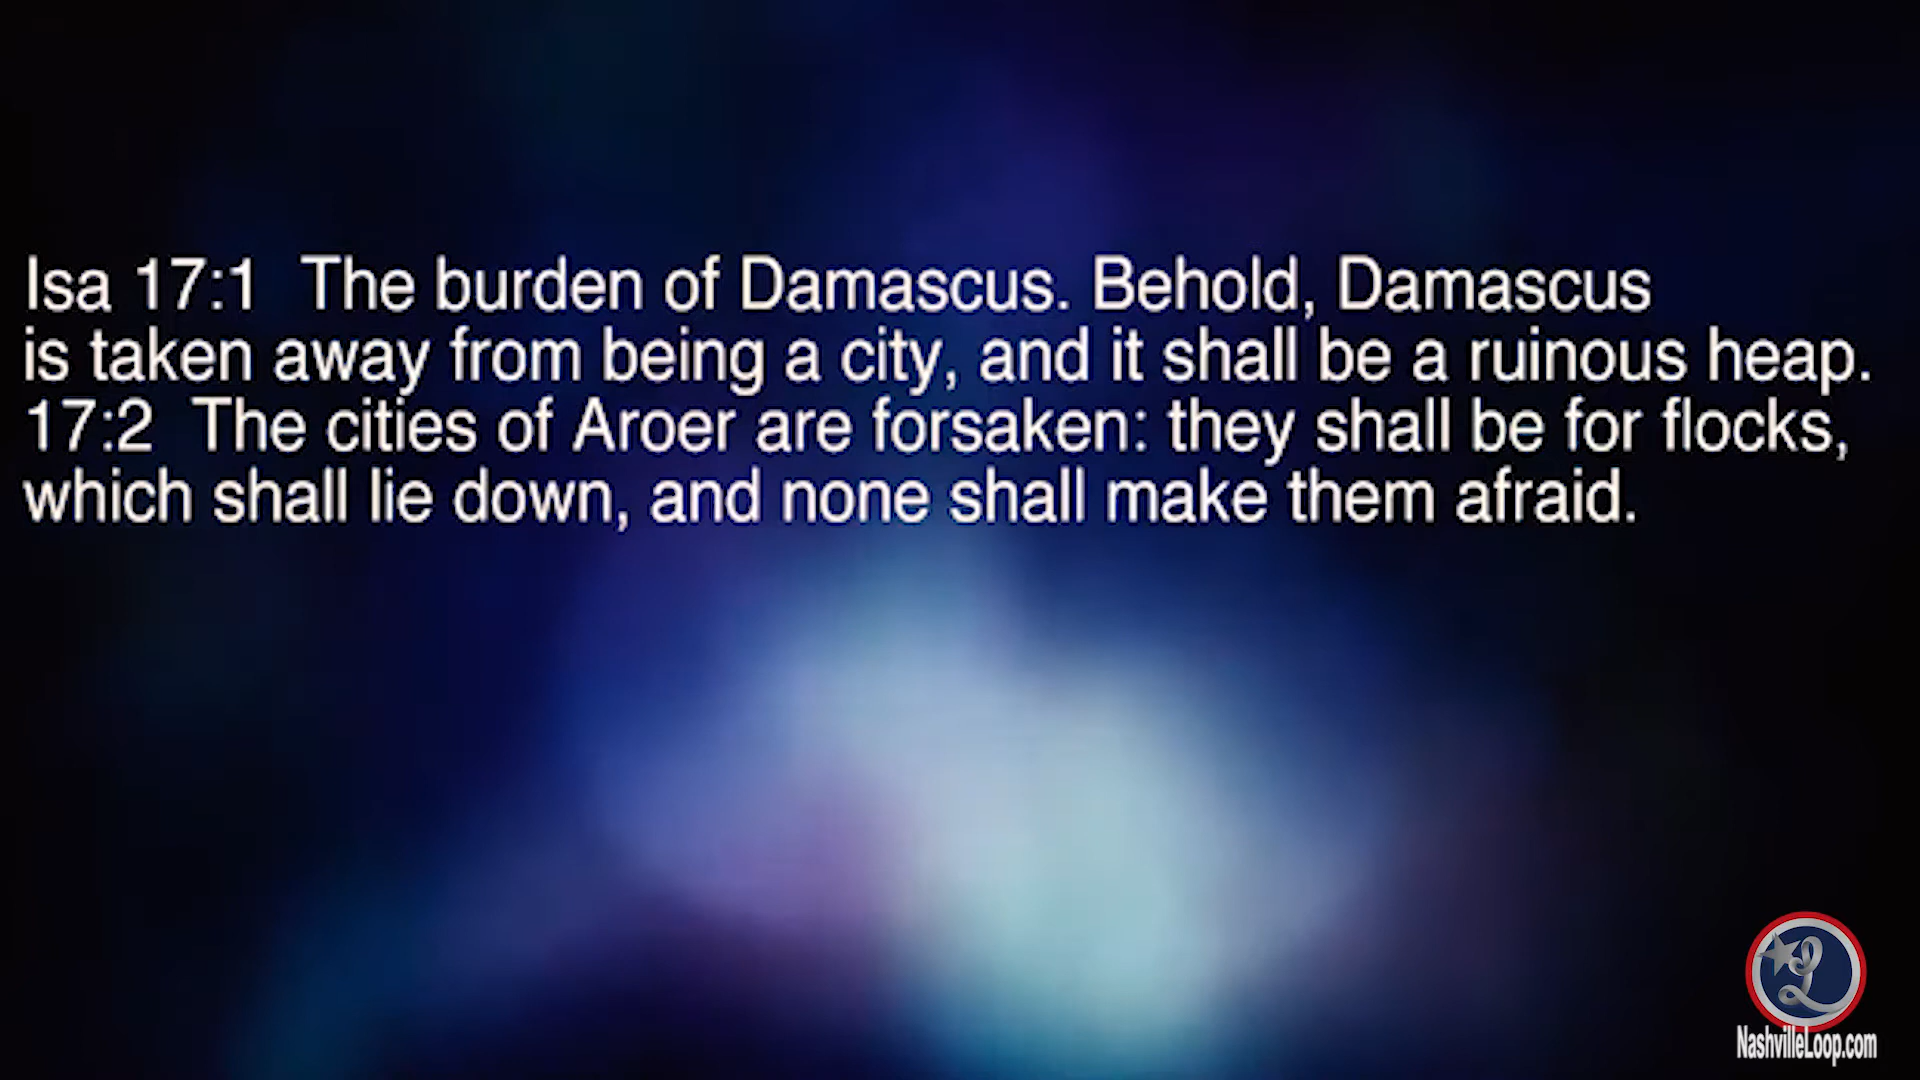 Isa 17:1  The burden of Damascus. Behold, Damascus
is taken away from being a city, and it shall be a ruinous heap.
17:2  The cities of Aroer are forsaken: they shall be for flocks,
which shall lie down, and none shall make them afraid.
L
NashvilleLoop.com